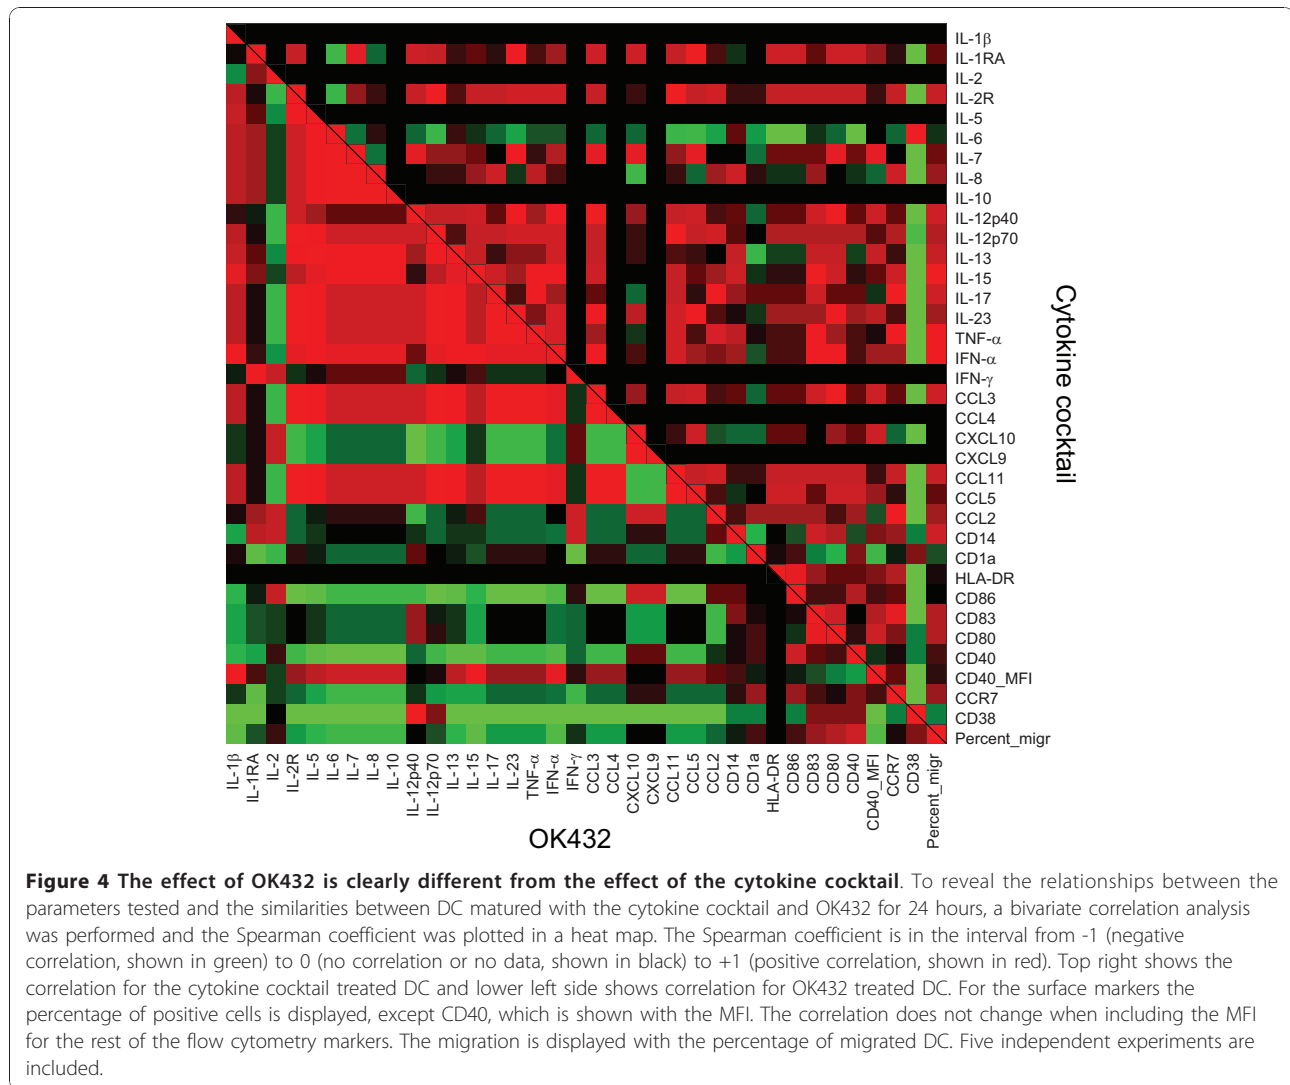 IL-1β
IL-1RA
IL-2
IL-2R
IL-5
IL-6
IL-7
IL-8
IL-10
IL-12p40
IL-12p70
IL-13
IL-15
IL-17
IL-23
TNF-α
IFN-α
IFN-γ
CCL3
CCL4
CXCL10
CXCL9
CCL11
CCL5
CCL2
CD14
CD1a
HLA-DR
CD86
CD83
CD80
CD40
CD40_MFI
CCR7
CD38
Percent_migr
Cytokine cocktail
IL-1β
IL-1RA
IL-2
IL-2R
IL-5
IL-6
IL-7
IL-8
IL-10
IL-12p40
IL-12p70
IL-13
IL-15
IL-17
IL-23
TNF-α
IFN-α
IFN-γ
CCL3
CCL4
CXCL10
CXCL9
CCL11
CCL5
CCL2
CD14
CD1a
HLA-DR
CD86
CD83
CD80
CD40
CD40_MFI
CCR7
CD38
Percent_migr
OK432
Figure 4 The effect of OK432 is clearly different from the effect of the cytokine cocktail. To reveal the relationships between the
parameters tested and the similarities between DC matured with the cytokine cocktail and OK432 for 24 hours, a bivariate correlation analysis
was performed and the Spearman coefficient was plotted in a heat map. The Spearman coefficient is in the interval from -1 (negative
correlation, shown in green) to 0 (no correlation or no data, shown in black) to +1 (positive correlation, shown in red). Top right shows the
correlation for the cytokine cocktail treated DC and lower left side shows correlation for OK432 treated DC. For the surface markers the
percentage of positive cells is displayed, except CD40, which is shown with the MFI. The correlation does not change when including the MFI
for the rest of the flow cytometry markers. The migration is displayed with the percentage of migrated DC. Five independent experiments are
included.